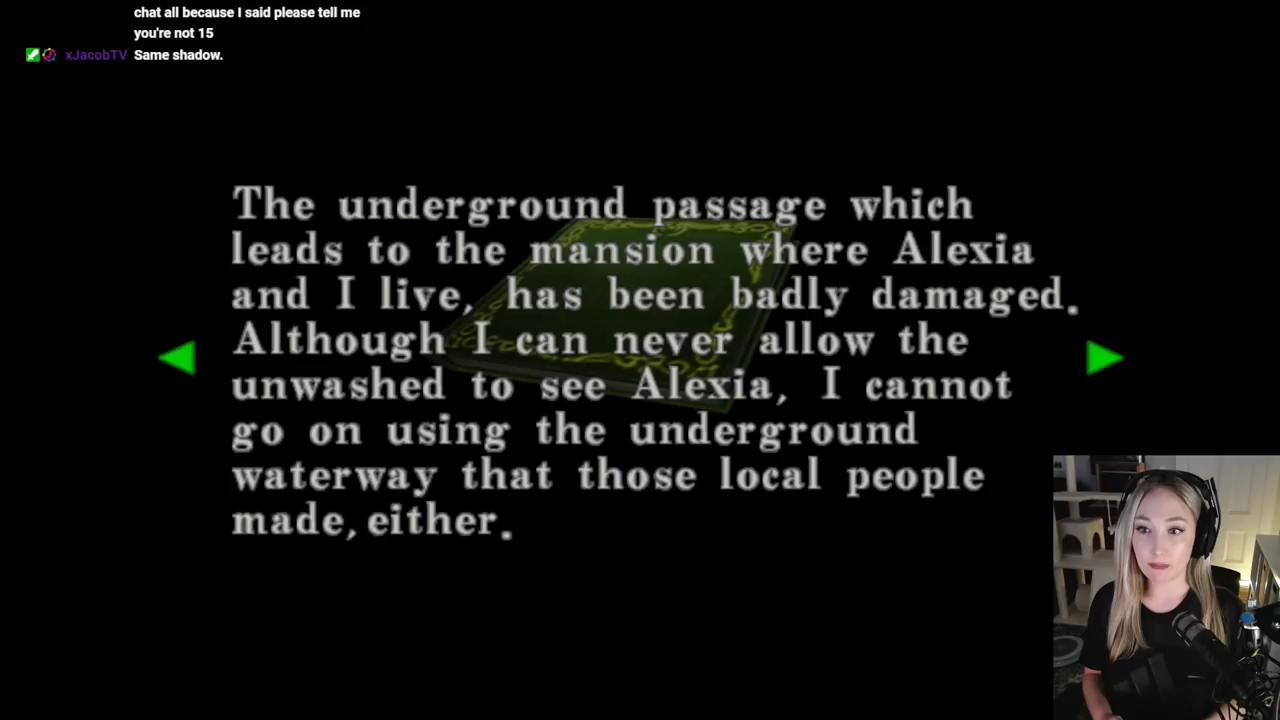 chat all because I said please tell me
you're not 15
xJacobTV Same shadow.
The underground passage which
leads to the mansion where Alexia
and I live, has been badly damaged.
Although I can never allow the
unwashed to see Alexia, I cannot
go on using the underground
waterway that those local people
made, either.